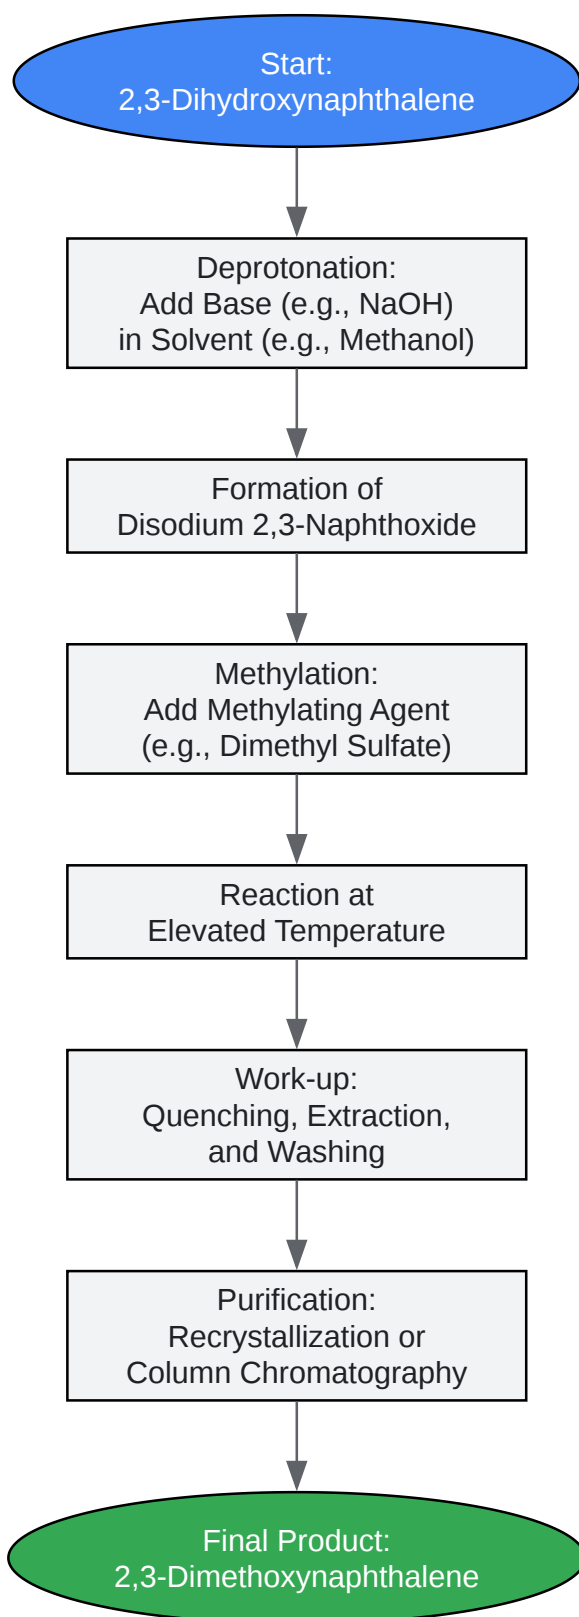 Start:
2,3-Dihydroxynaphthalene
Deprotonation:
Add Base (e.g., NaOH)
in Solvent (e.g., Methanol)
Formation of
Disodium 2,3-Naphthoxide
Methylation:
Add Methylating Agent
(e.g., Dimethyl Sulfate)
Reaction at
Elevated Temperature
Work-up:
Quenching, Extraction,
and Washing
Purification:
Recrystallization or
Column Chromatography
Final Product:
2,3-Dimethoxynaphthalene